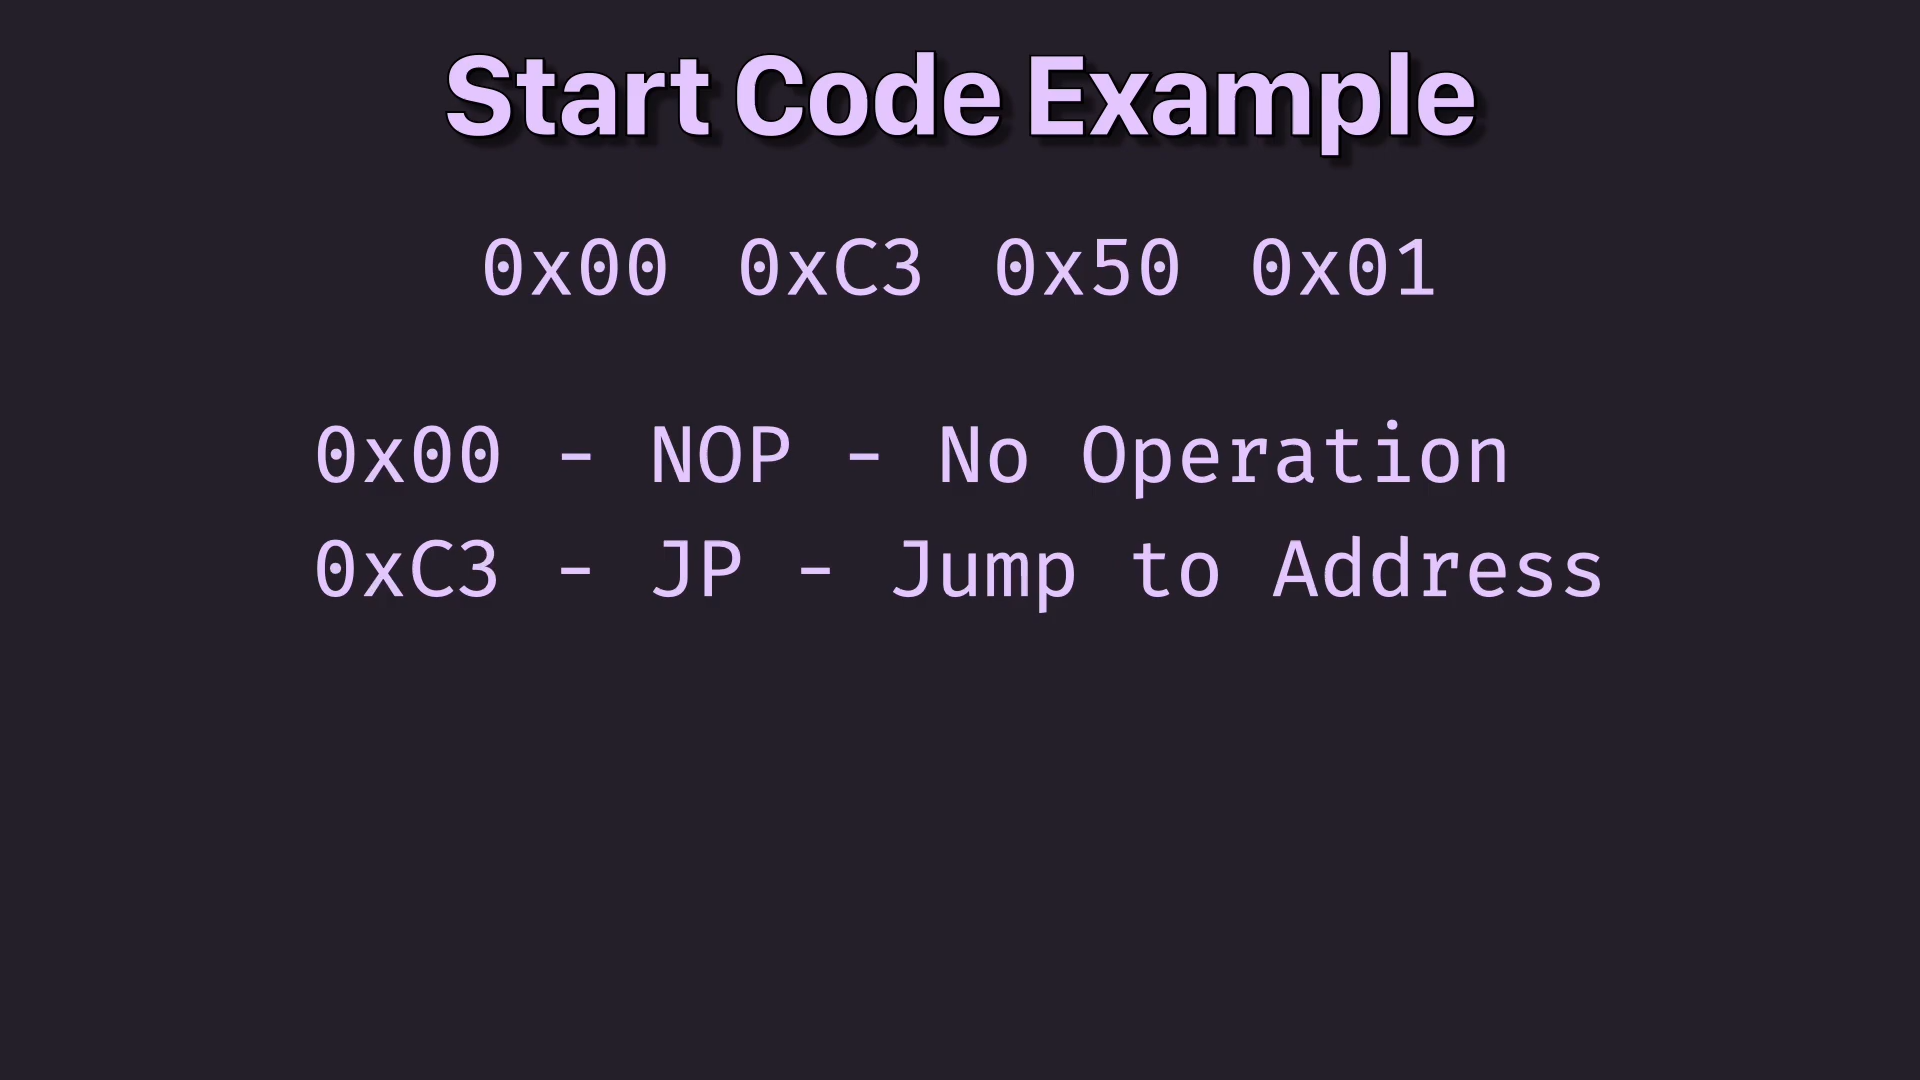 Start Code Example
0x00 0xC3 0x50 0x01
0x00 - NOP - No Operation
0xC3 - JP - Jump to Address